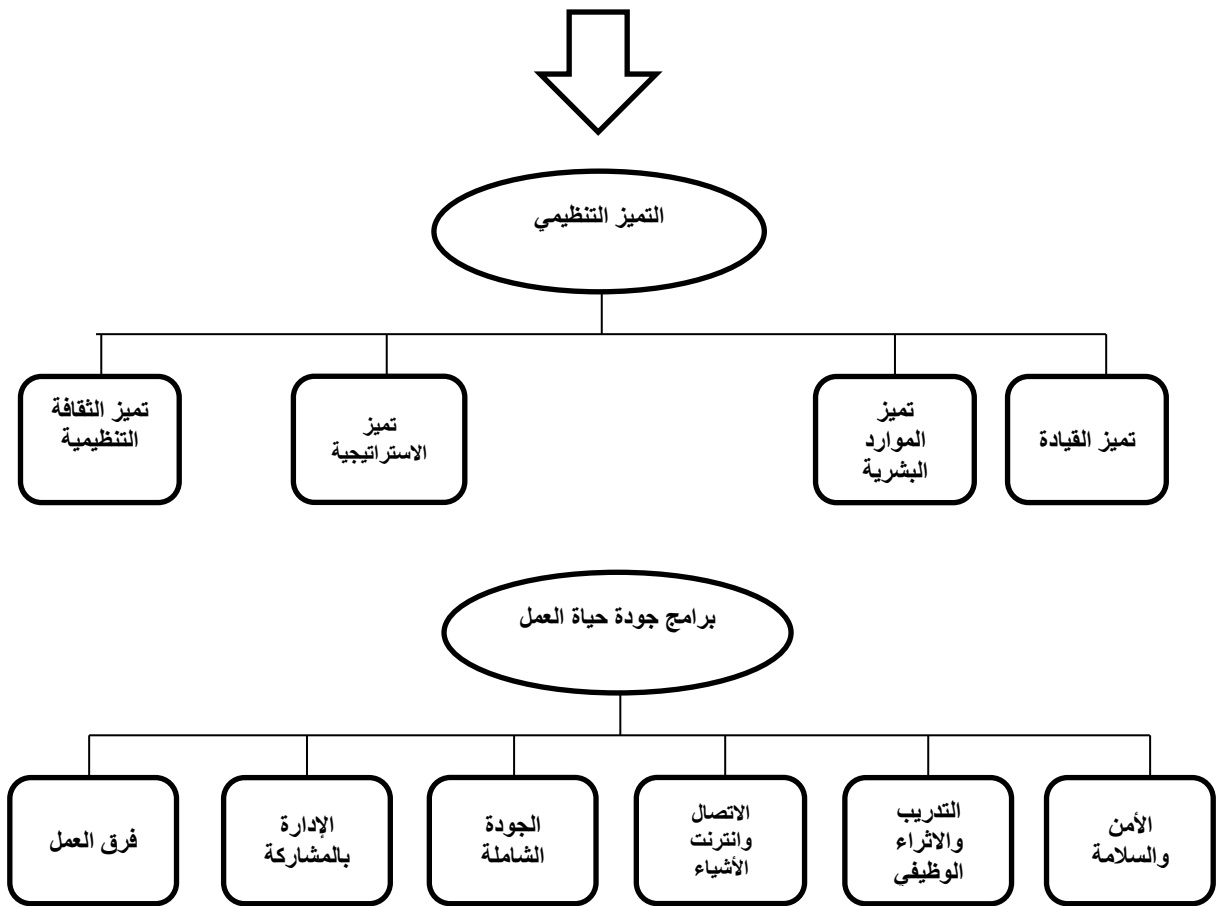 التميز التنظيمي
تميز القيادة
تميز
الموارد
البشرية
تميز
الاستراتيجية
تميز الثقافة
التنظيمية
برامج جودة حياة العمل
الأمن
والسلامة
التدريب
والاثراء
الوظيفي
الاتصال
وانترنت
الأشياء
الجودة
الشاملة
الإدارة
بالمشاركة
فرق العمل